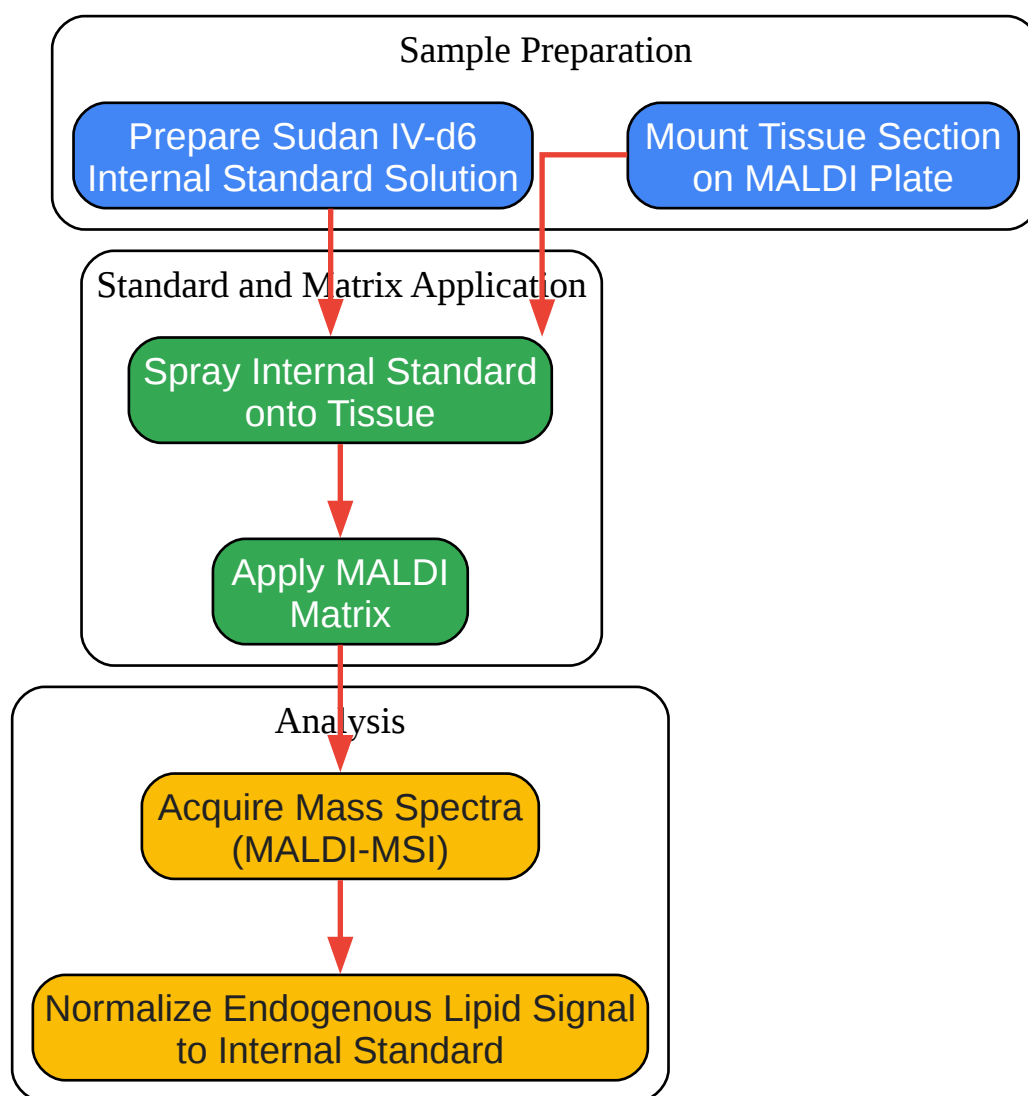 Sample Preparation
Prepare Sudan IV-d6
Internal Standard Solution
Mount Tissue Section
on MALDI Plate
Standard and Matrix Application
Spray Internal Standard
onto Tissue
Apply MALDI
Matrix
Analysis
Acquire Mass Spectra
(MALDI-MSI)
Normalize Endogenous Lipid Signal
to Internal Standard